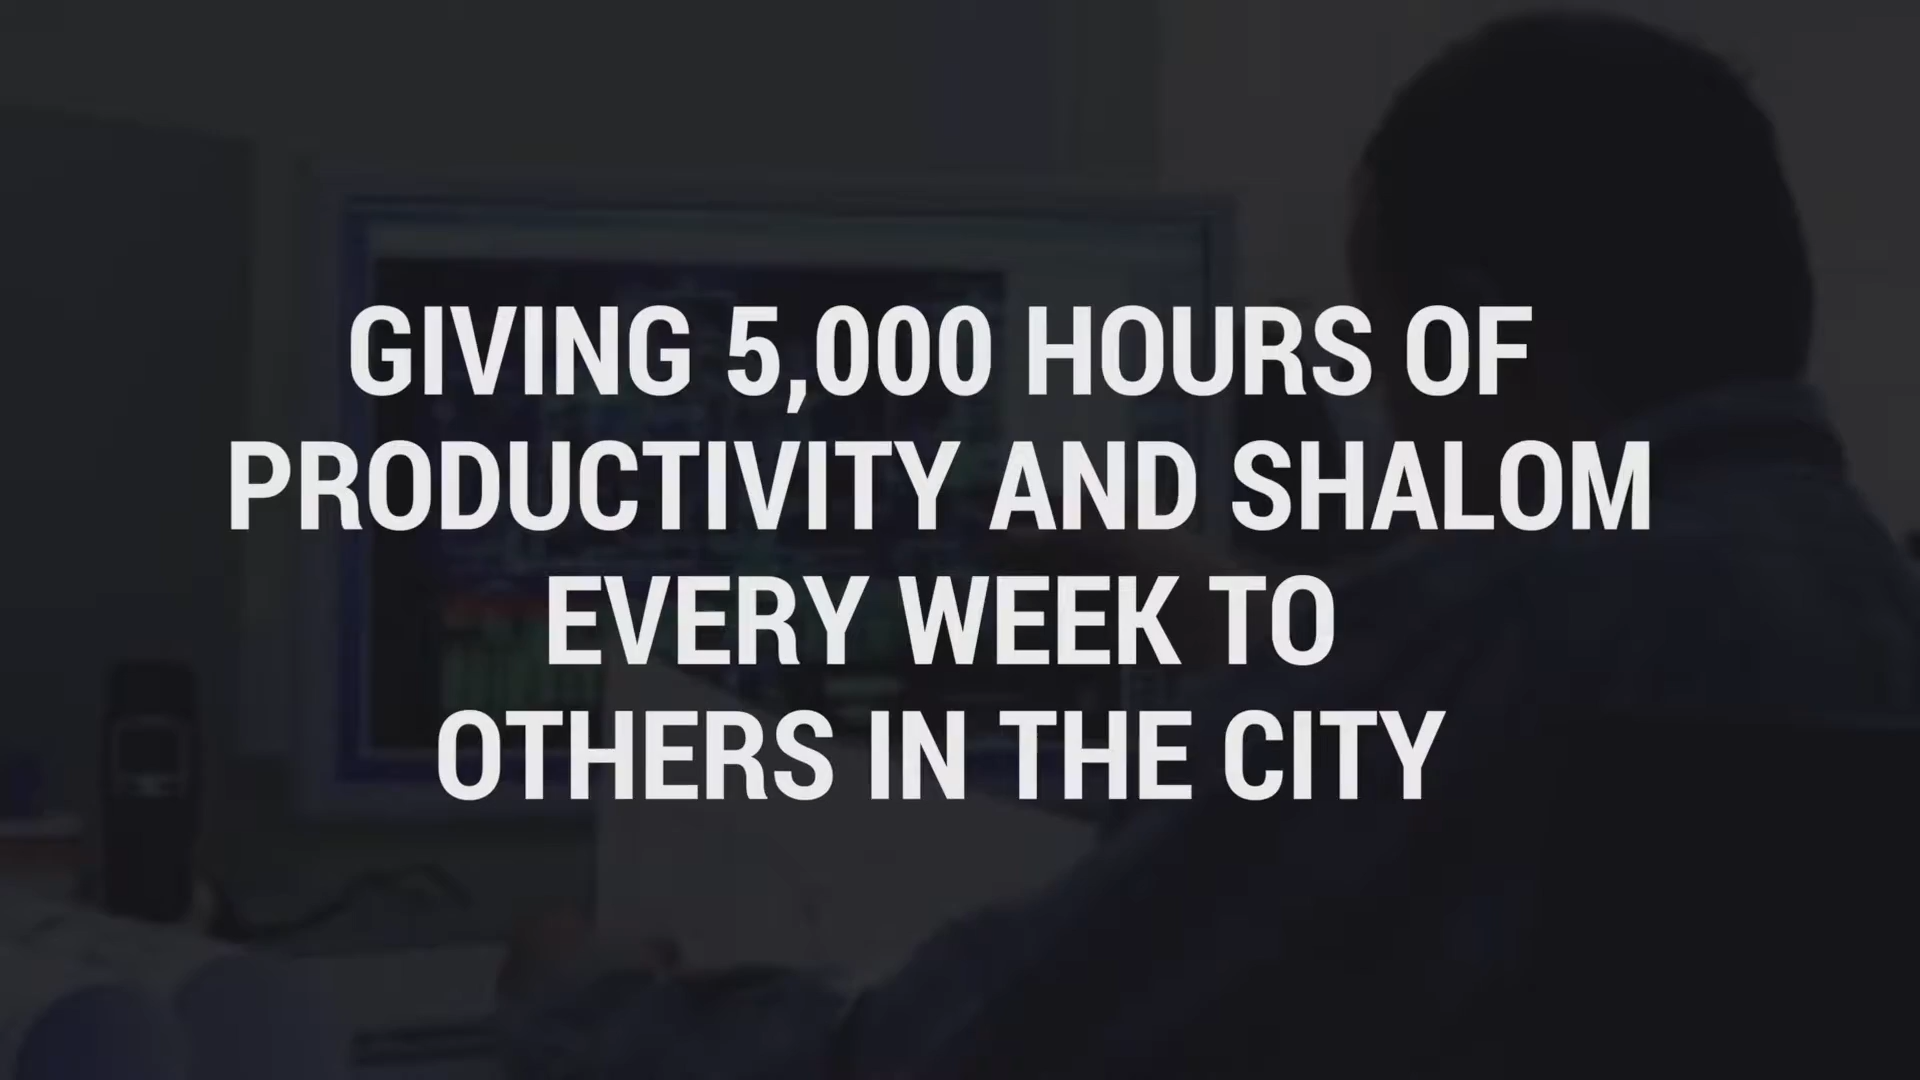 GIVING 5,000 HOURS OF
PRODUCTIVITY AND SHALOM
EVERY WEEK TO
OTHERS IN THE CITY